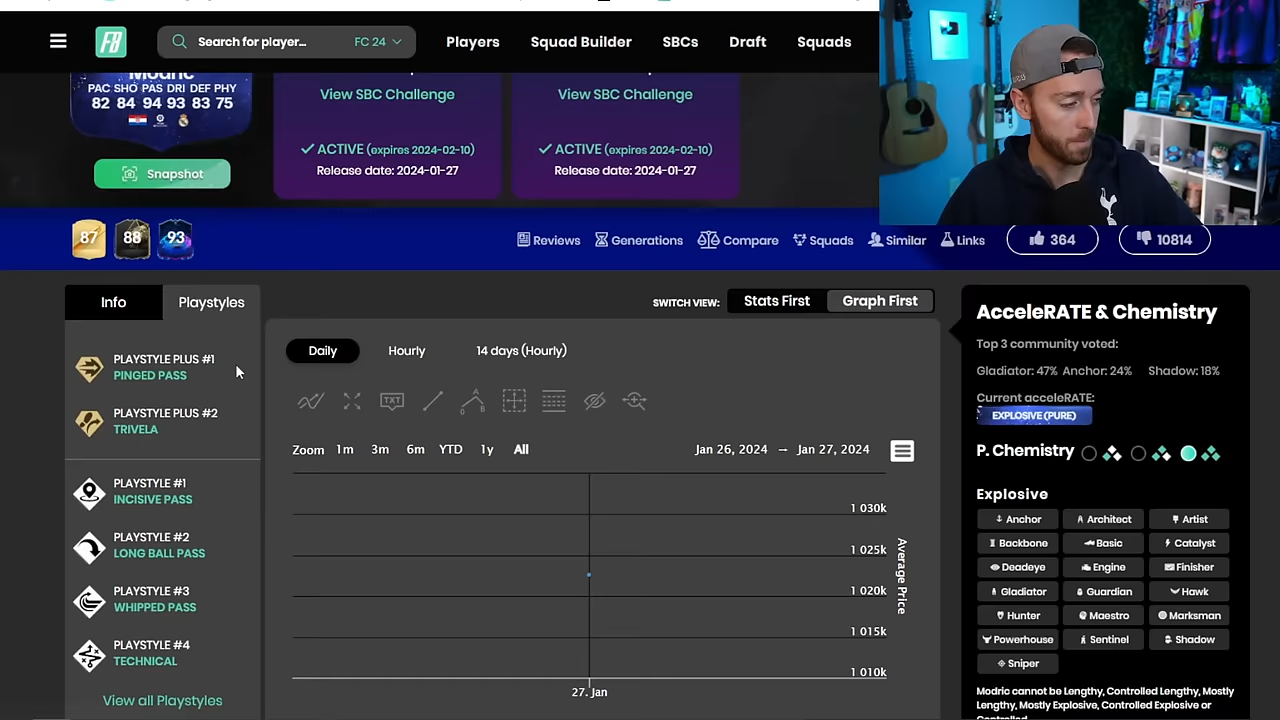 FB
Search for player...
FC 24
Players
Squad Builder
SBCs
Draft
Squads
Modric
PAC SHO PAS DRI DEF PHY
82 84 94 93 83 75
Snapshot
View SBC Challenge
ACTIVE (expires 2024-02-10)
Release date: 2024-01-27
View SBC Challenge
ACTIVE (expires 2024-02-10)
Release date: 2024-01-27
87
88
93
Reviews
Generations
Compare
Squads
Similar
Links
364
10814
Info
Playstyles
PLAYSTYLE PLUS #1
PINGED PASS
PLAYSTYLE PLUS #2
TRIVELA
PLAYSTYLE #1
INCISIVE PASS
PLAYSTYLE #2
LONG BALL PASS
PLAYSTYLE #3
WHIPPED PASS
PLAYSTYLE #4
TECHNICAL
View all Playstyles
SWITCH VIEW:
Stats First
Graph First
Daily
Hourly
14 days (Hourly)
TXT
A
B
Zoom 1m 3m 6m YTD 1y All
Jan 26, 2024 → Jan 27, 2024
1 030k
1 025k
1 020k
1 015k
1 010k
Average Price
27. Jan
AcceleRATE & Chemistry
Top 3 community voted:
Gladiator: 47% Anchor: 24% Shadow: 18%
Current acceleRATE:
EXPLOSIVE (PURE)
P. Chemistry
Explosive
Anchor
Architect
Artist
Backbone
Basic
Catalyst
Deadeye
Engine
Finisher
Gladiator
Guardian
Hawk
Hunter
Maestro
Marksman
Powerhouse
Sentinel
Shadow
Sniper
Modric cannot be Lengthy, Controlled Lengthy, Mostly
Lengthy, Mostly Explosive, Controlled Explosive or
Controlled